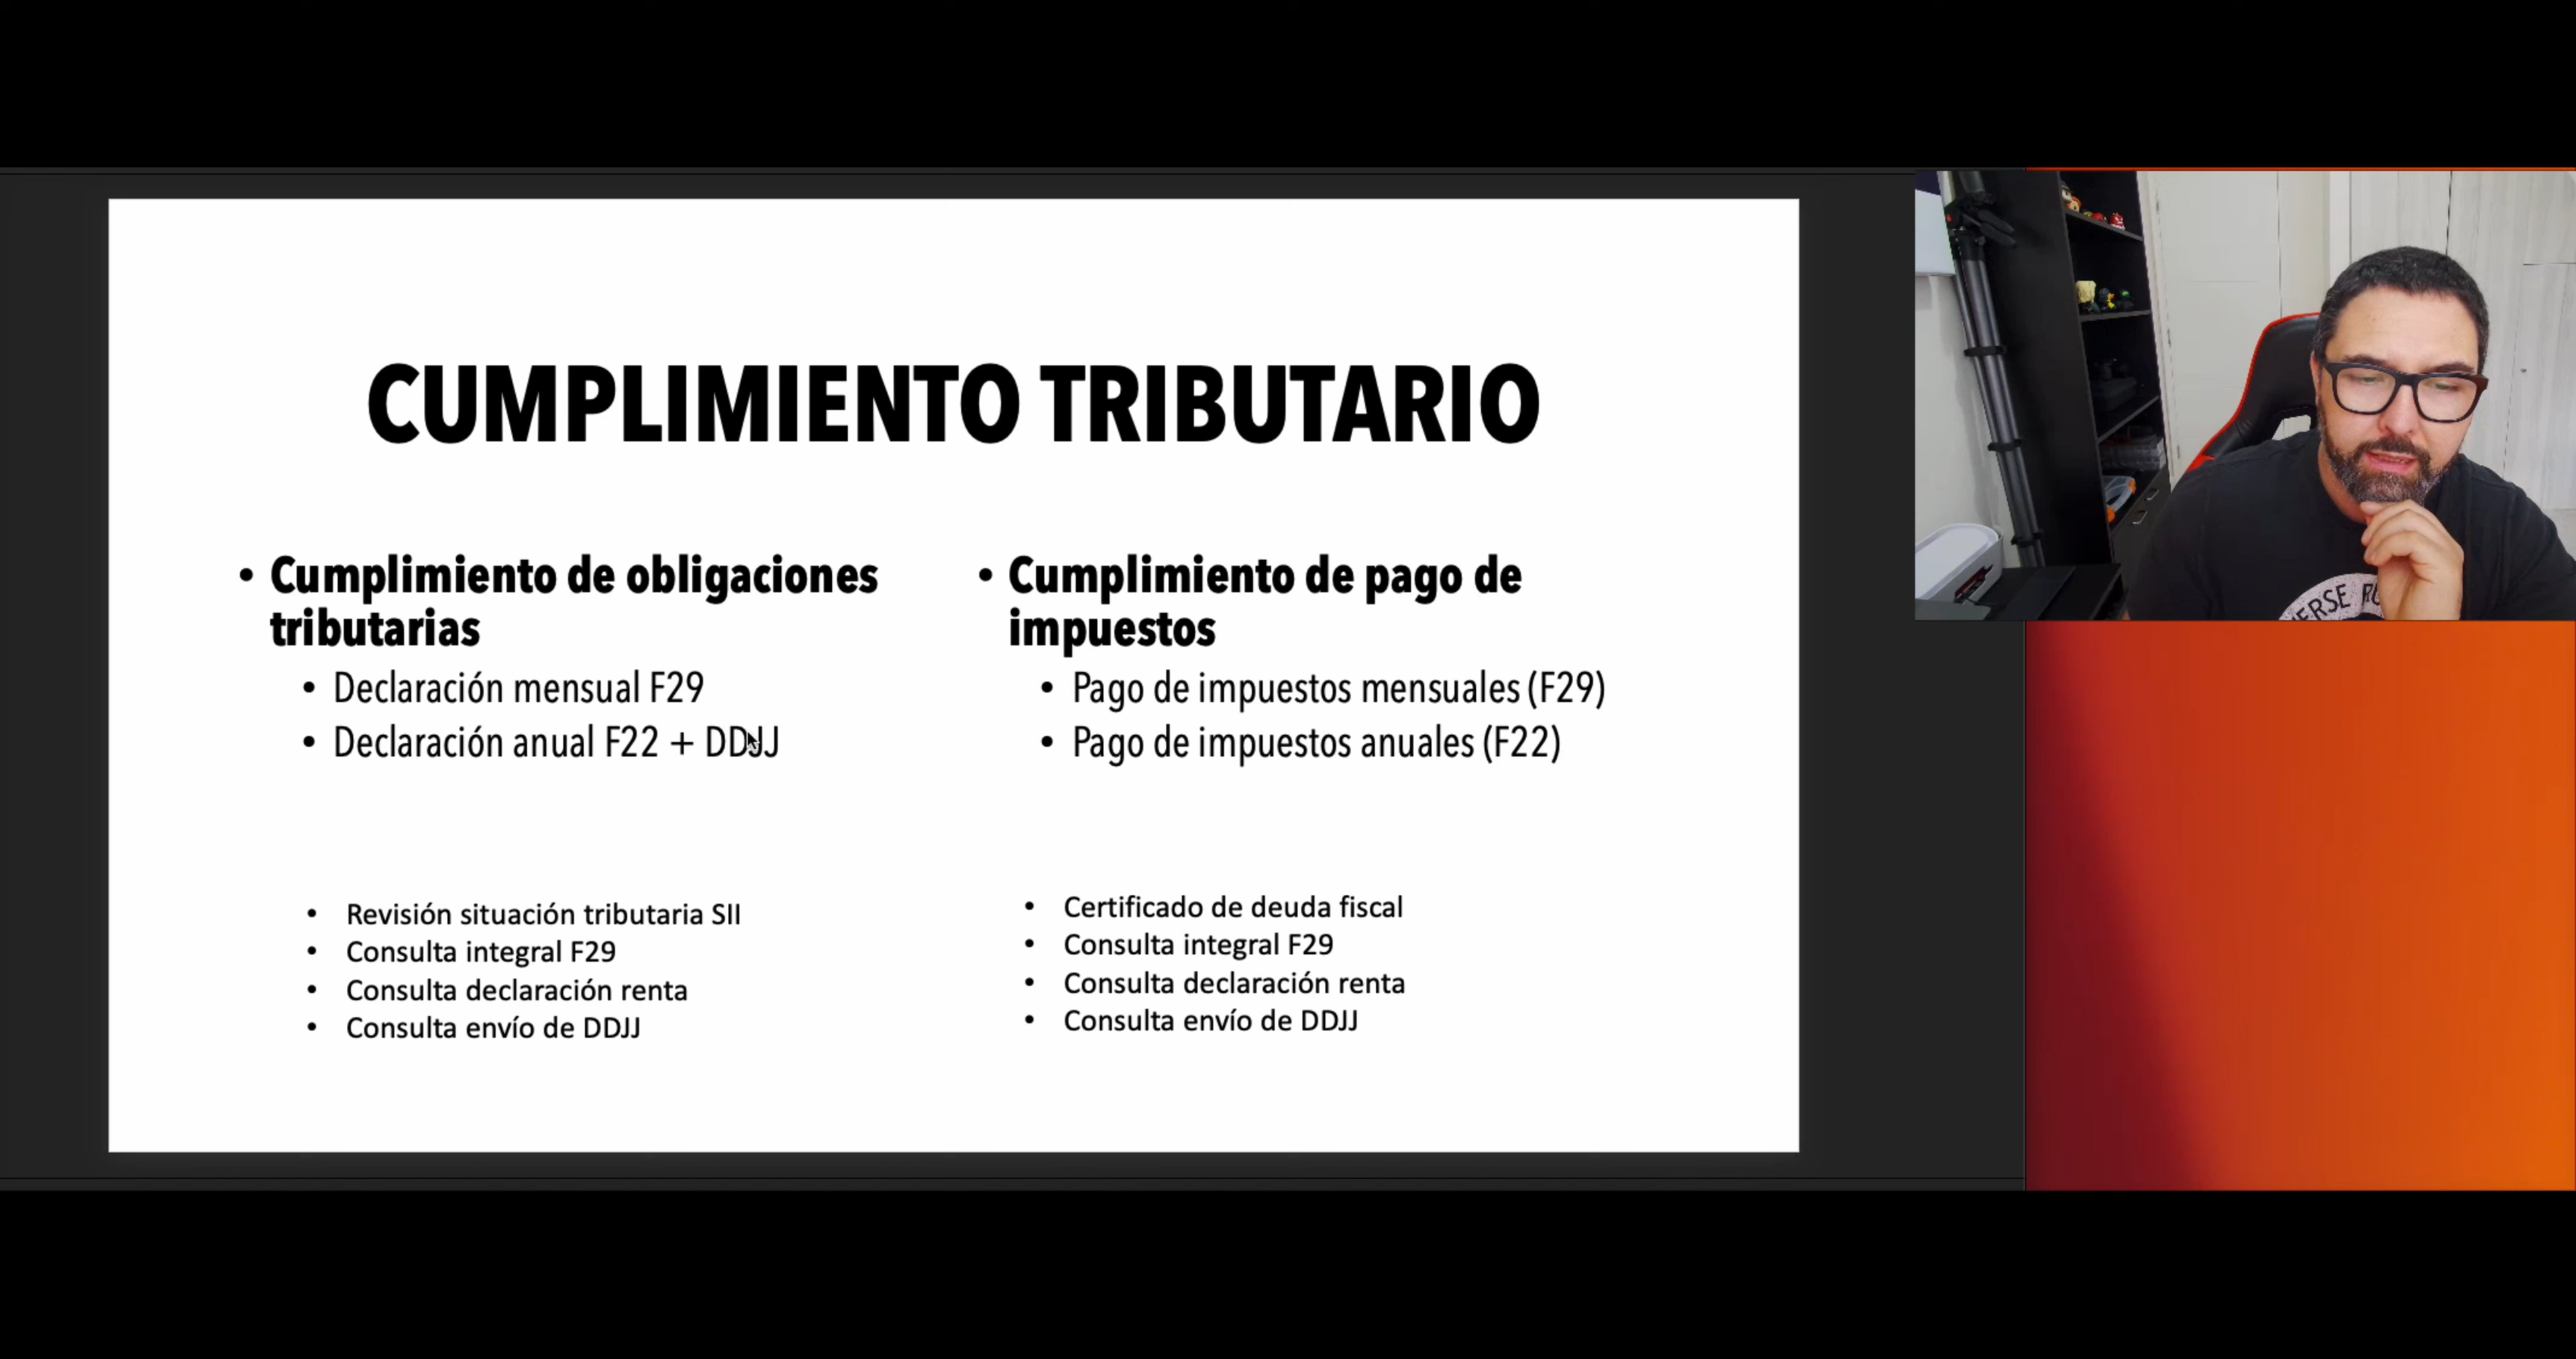 CUMPLIMIENTO TRIBUTARIO
• Cumplimiento de obligaciones
tributarias
• Declaración mensual F29
• Declaración anual F22 + DDJJ
• Revisión situación tributaria SII
• Consulta integral F29
• Consulta declaración renta
• Consulta envío de DDJJ
• Cumplimiento de pago de
impuestos
• Pago de impuestos mensuales (F29)
• Pago de impuestos anuales (F22)
• Certificado de deuda fiscal
• Consulta integral F29
• Consulta declaración renta
• Consulta envío de DDJJ